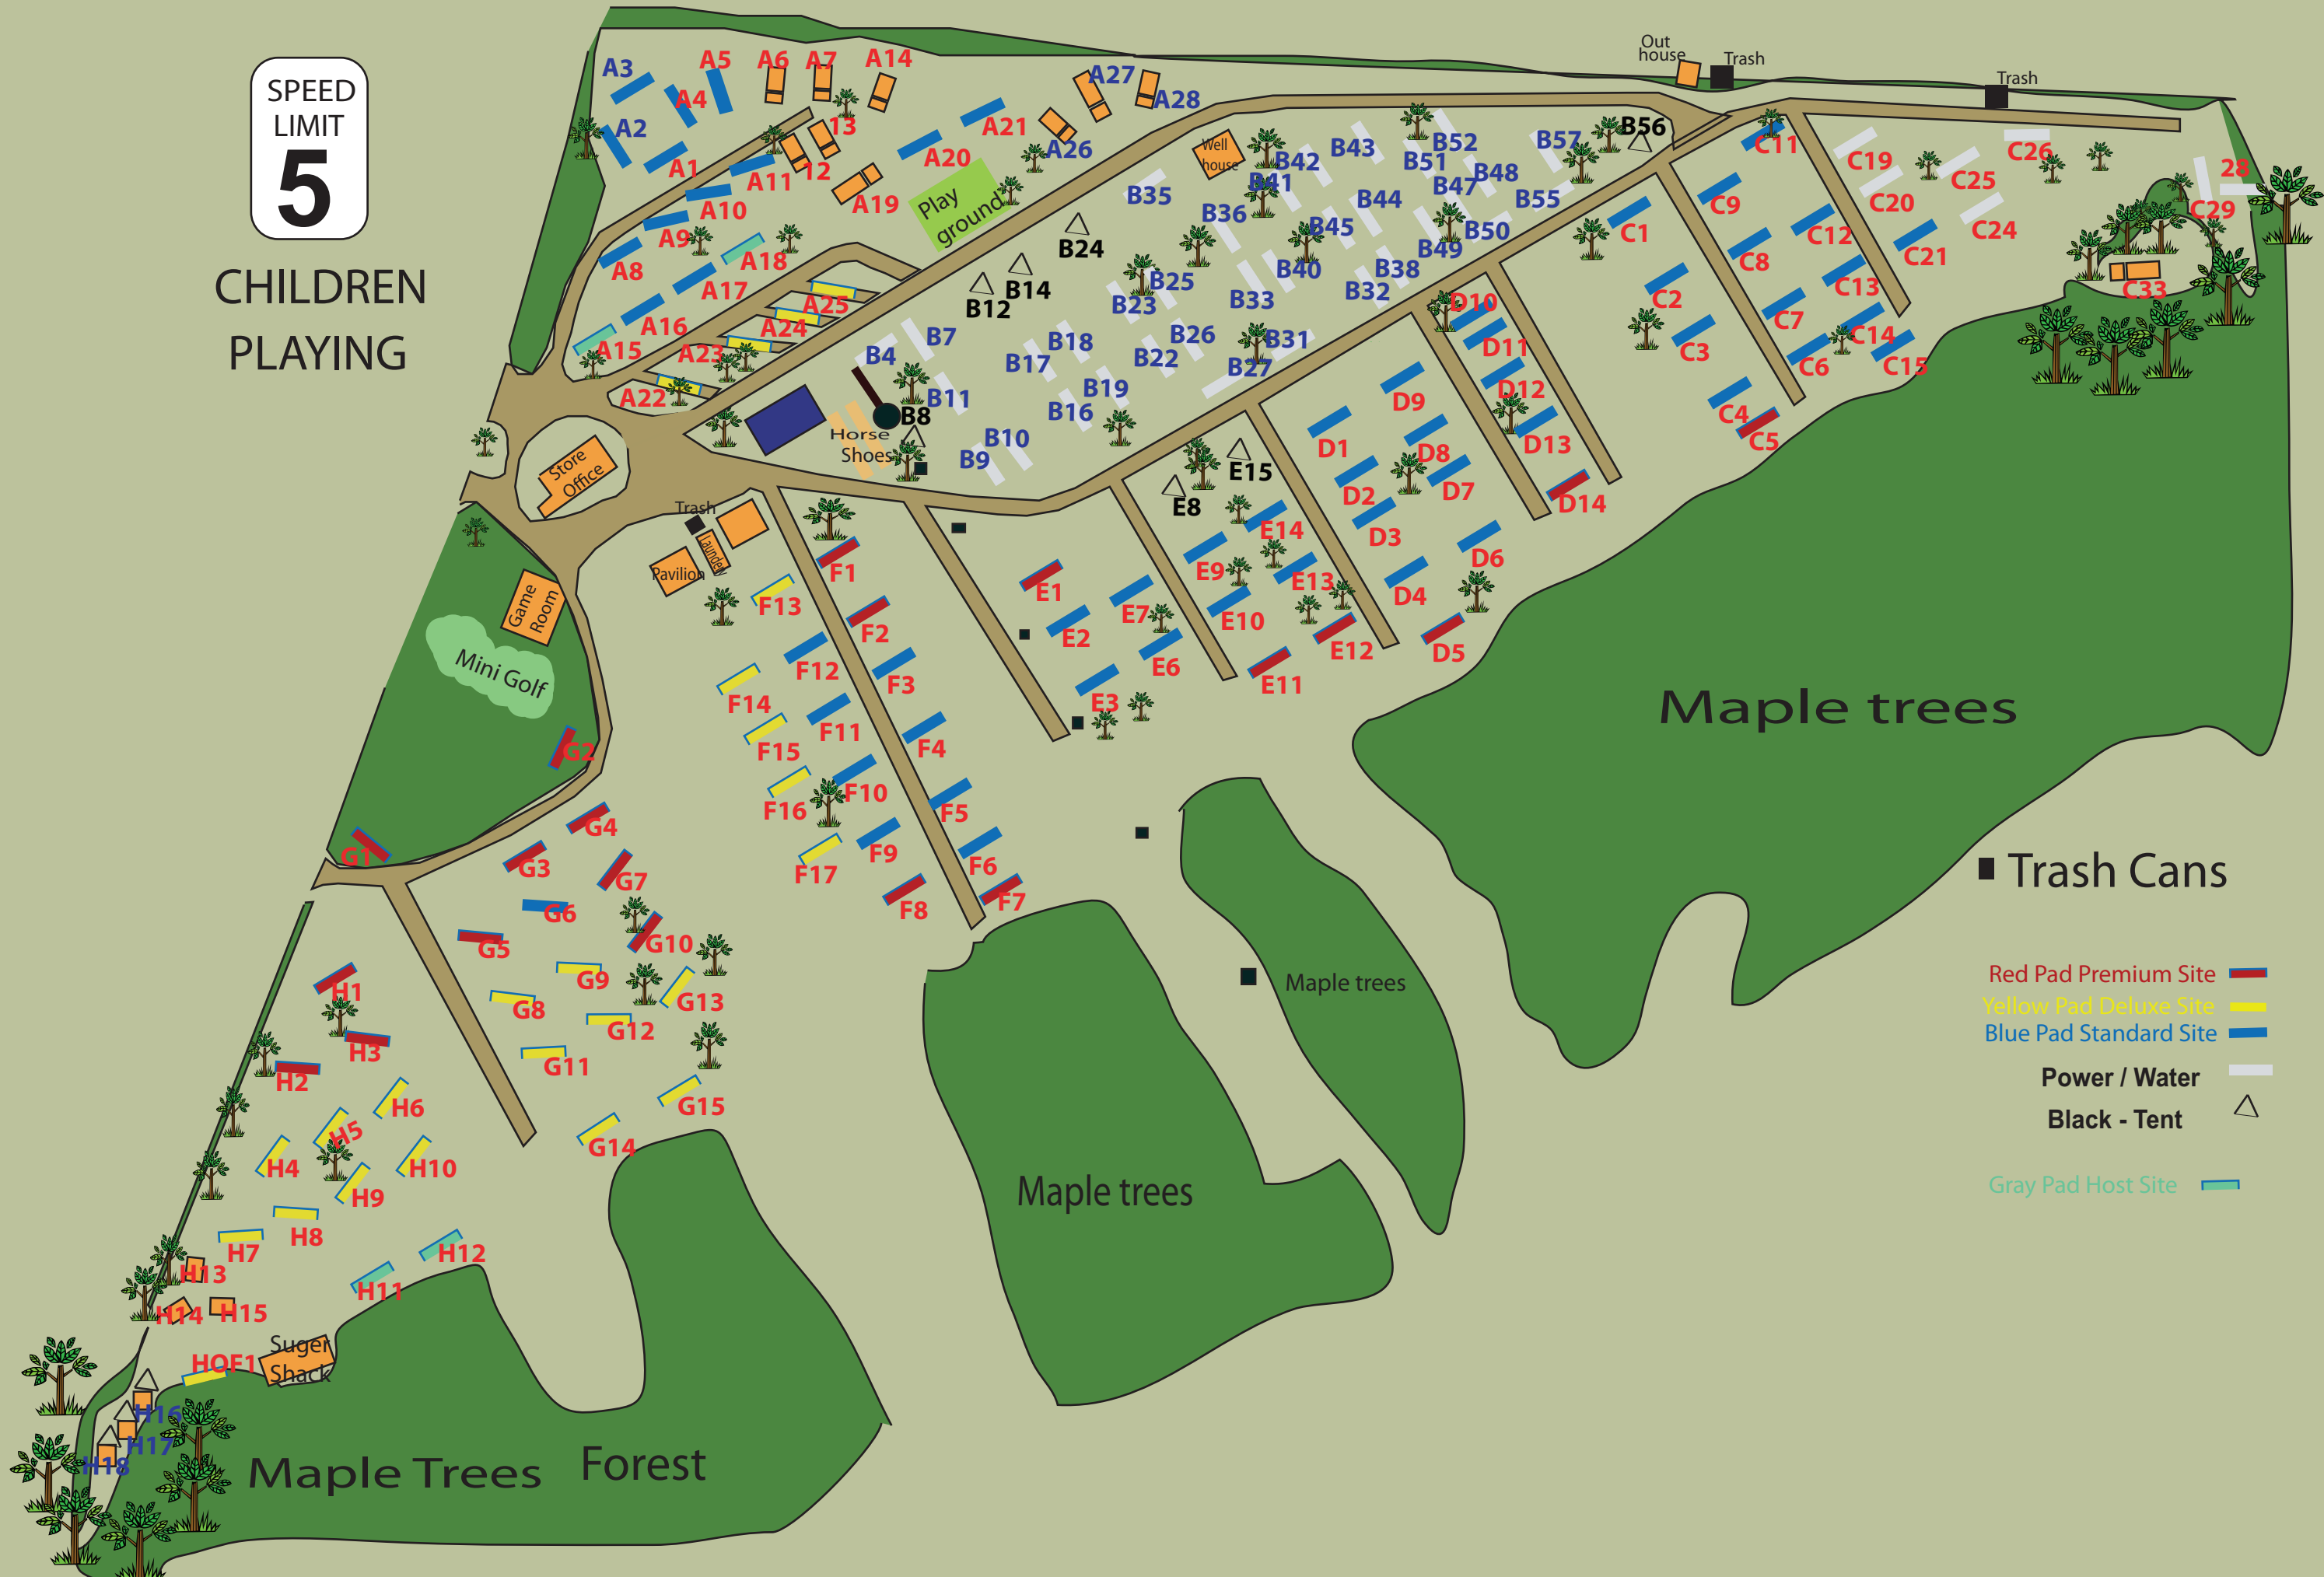 SPEED
LIMIT
5
CHILDREN
PLAYING
A3
A5
A6
A7
A14
A4
A2
A1
13
12
A11
A10
A9
A8
A19
A21
A20
A27
A28
A26
A18
A17
A16
A15
A25
A24
A23
A22
Play
ground
Well
house
Out
house
Trash
Trash
B56
B57
B52
B51
B48
B47
B55
B43
B42
B41
B44
B45
B50
B49
B35
B36
B24
B12
B14
B40
B38
B32
B33
B25
B23
B26
B22
B31
B27
B18
B17
B19
B16
B7
B4
B11
B8
B10
B9
Horse
Shoes
C11
C19
C26
C20
C25
28
C29
C24
C33
C9
C1
C12
C8
C21
C2
C13
C7
C14
C3
C6
C15
C4
C5
D10
D11
D12
D13
D14
D9
D1
D8
D2
D7
D3
D6
D4
D5
E15
E8
E14
E9
E13
E1
E7
E10
E2
E12
E6
E11
E3
Store
Office
Trash
Laundry
Pavilion
Game
Room
Mini Golf
F1
F13
F2
F12
F3
F14
F11
F4
F15
F10
F5
F16
F9
F6
F17
F8
F7
G2
G1
G4
G3
G7
G6
G5
G10
G9
G8
G13
G12
G11
G15
G14
H1
H3
H2
H6
H5
H4
H10
H9
H8
H7
H12
H11
H13
H14
H15
HOF1
Suger
Shack
H16
H17
H18
Maple Trees
Forest
Maple trees
Maple trees
Maple trees
Trash Cans
Red Pad Premium Site
Yellow Pad Deluxe Site
Blue Pad Standard Site
Power / Water
Black - Tent
Gray Pad Host Site